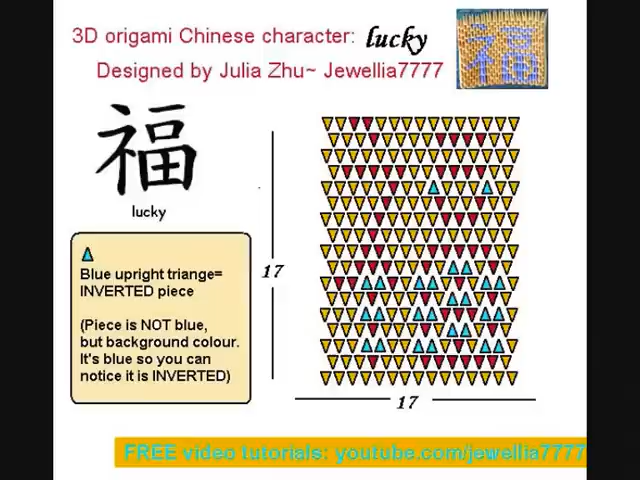 3D origami Chinese character: lucky
Designed by Julia Zhu~ Jewellia7777
福
福
lucky
Blue upright triange=
INVERTED piece
(Piece is NOT blue,
but background colour.
It's blue so you can
notice it is INVERTED)
17
17
FREE video tutorials: youtube.com/jewellia7777